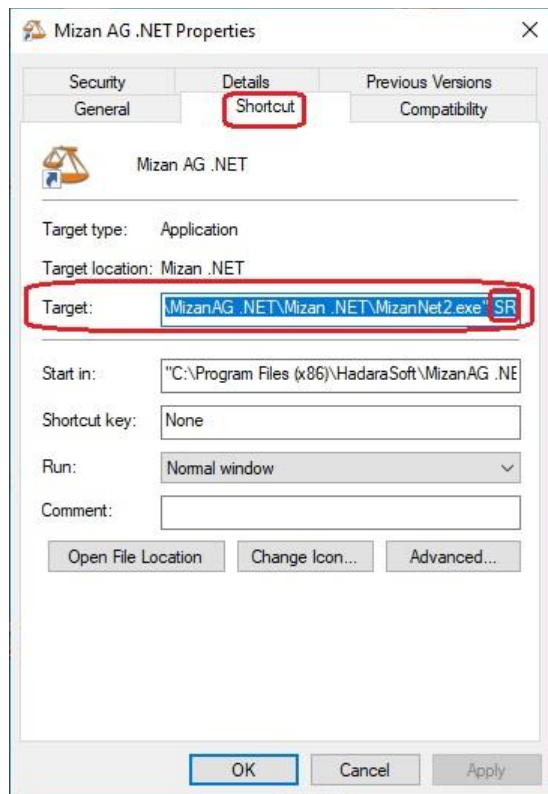 Mizan AG .NET Properties
Security Details Previous Versions
General Shortcut Compatibility
Mizan AG .NET
Target type: Application
Target location: Mizan .NET
Target: \MizanAG .NET\Mizan .NET\MizanNet2.exe" SR
Start in: "C:\Program Files (x86)\HadaraSoft\MizanAG .NE
Shortcut key: None
Run: Normal window
Comment:
Open File Location Change Icon... Advanced...
OK Cancel Apply